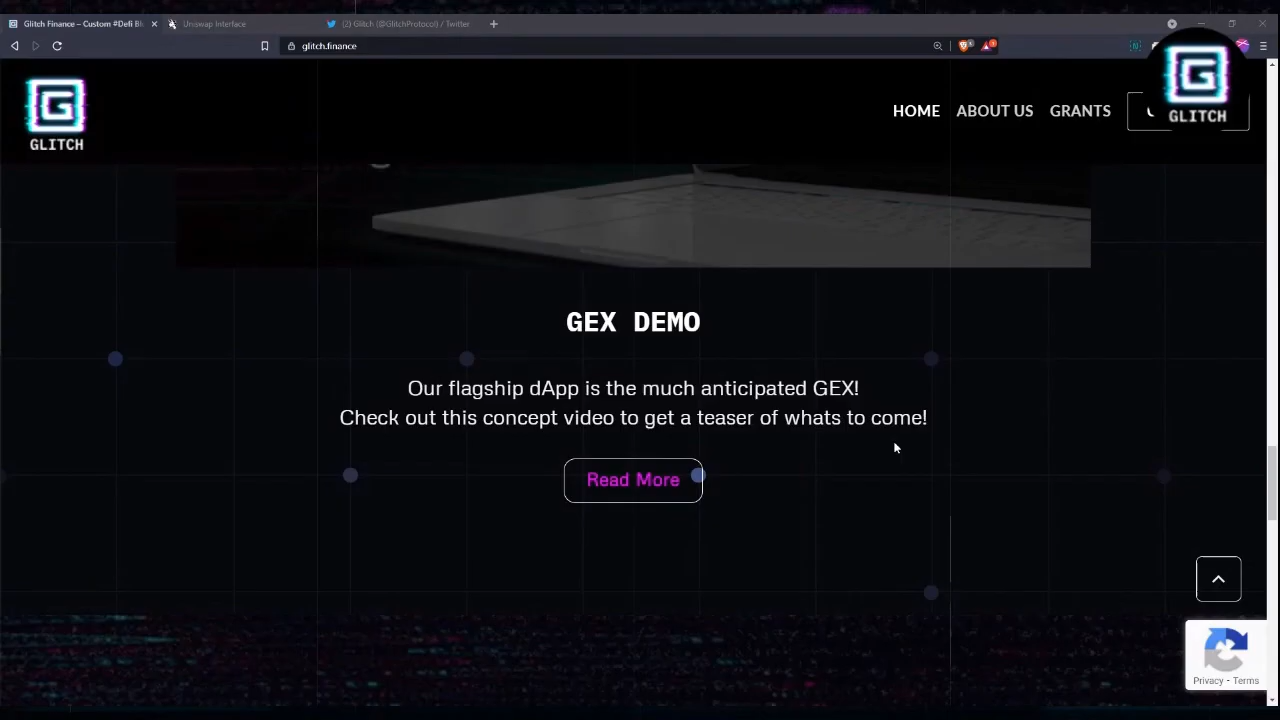 Glitch Finance – Custom #Defi Bl
Uniswap Interface
(2) Glitch (@GlitchProtocol) / Twitter
glitch.finance
GLITCH
HOME
ABOUT US
GRANTS
GLITCH
GEX DEMO
Our flagship dApp is the much anticipated GEX!
Check out this concept video to get a teaser of whats to come!
Read More
Privacy - Terms